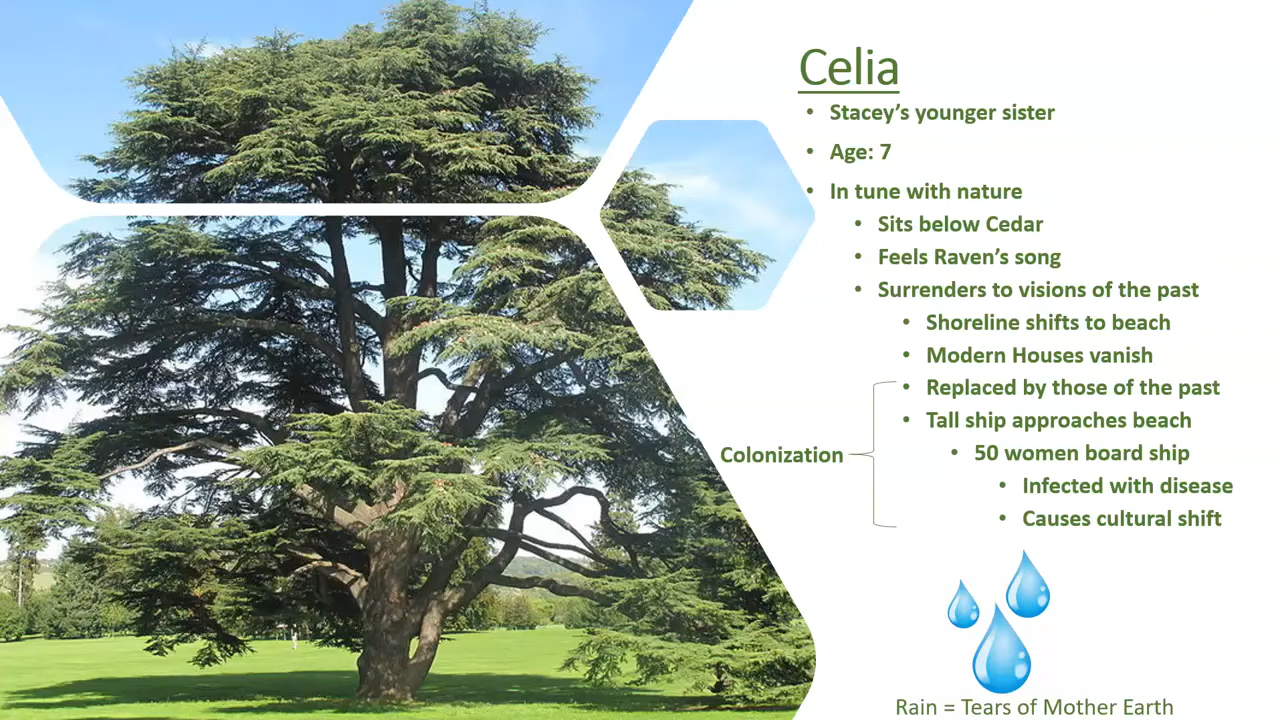 Celia
• Stacey's younger sister
• Age: 7
• In tune with nature
• Sits below Cedar
• Feels Raven's song
• Surrenders to visions of the past
• Shoreline shifts to beach
• Modern Houses vanish
• Replaced by those of the past
• Tall ship approaches beach
Colonization
• 50 women board ship
• Infected with disease
• Causes cultural shift
Rain = Tears of Mother Earth